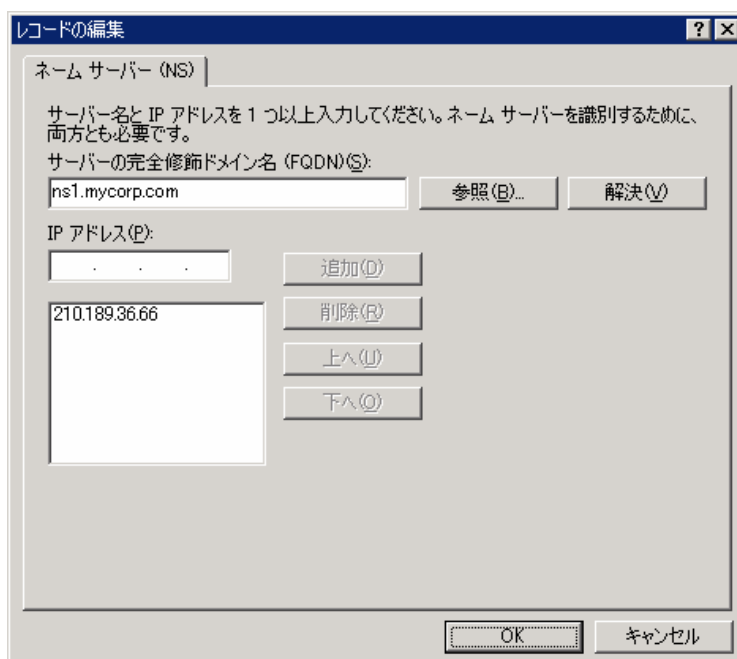 レコードの編集
ネーム サーバー (NS)
サーバー名と IP アドレスを 1 つ以上入力してください。ネーム サーバーを識別するために、
両方とも必要です。
サーバーの完全修飾ドメイン名 (FQDN)(S):
ns1.mycorp.com
参照(B)...
解決(V)
IP アドレス(P):
. . .
追加(D)
210.189.36.66
削除(R)
上へ(U)
下へ(O)
OK
キャンセル